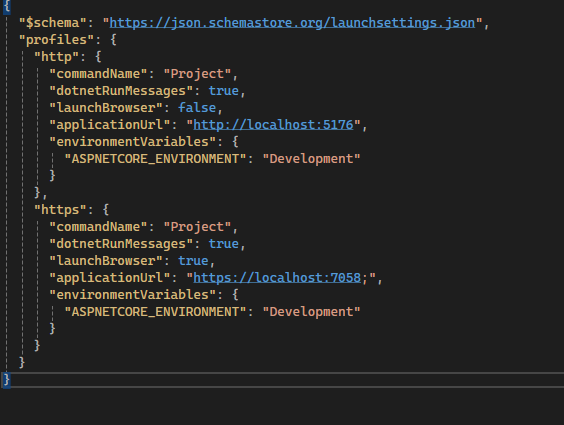 {
"$schema": "https://json.schemastore.org/launchsettings.json",
"profiles": {
"http": {
"commandName": "Project",
"dotnetRunMessages": true,
"launchBrowser": false,
"applicationUrl": "http://localhost:5176",
"environmentVariables": {
"ASPNETCORE_ENVIRONMENT": "Development"
}
},
"https": {
"commandName": "Project",
"dotnetRunMessages": true,
"launchBrowser": true,
"applicationUrl": "https://localhost:7058;",
"environmentVariables": {
"ASPNETCORE_ENVIRONMENT": "Development"
}
}
}
}